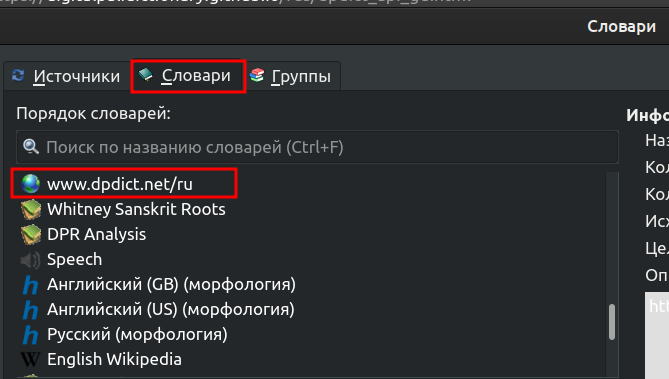 Словари
Источники
Словари
Группы
Порядок словарей:
Поиск по названию словарей (Ctrl+F)
www.dpdict.net/ru
Whitney Sanskrit Roots
DPR Analysis
Speech
Английский (GB) (морфология)
Английский (US) (морфология)
Русский (морфология)
English Wikipedia
Инфо
Наз
Кол
Кол
Исх
Цел
Оп
htt